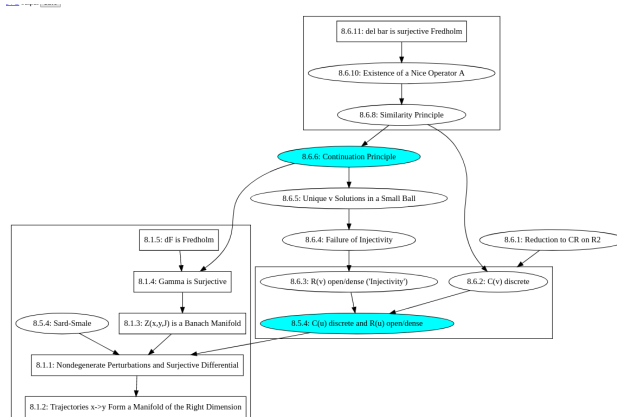 8.6.11: del bar is surjective Fredholm
8.6.10: Existence of a Nice Operator A
8.6.8: Similarity Principle
8.6.6: Continuation Principle
8.6.5: Unique v Solutions in a Small Ball
8.1.5: dF is Fredholm
8.6.4: Failure of Injectivity
8.6.1: Reduction to CR on R2
8.1.4: Gamma is Surjective
8.6.3: R(v) open/dense ('Injectivity')
8.6.2: C(v) discrete
8.5.4: Sard-Smale
8.1.3: Z(x,y,J) is a Banach Manifold
8.5.4: C(u) discrete and R(u) open/dense
8.1.1: Nondegenerate Perturbations and Surjective Differential
8.1.2: Trajectories x->y Form a Manifold of the Right Dimension